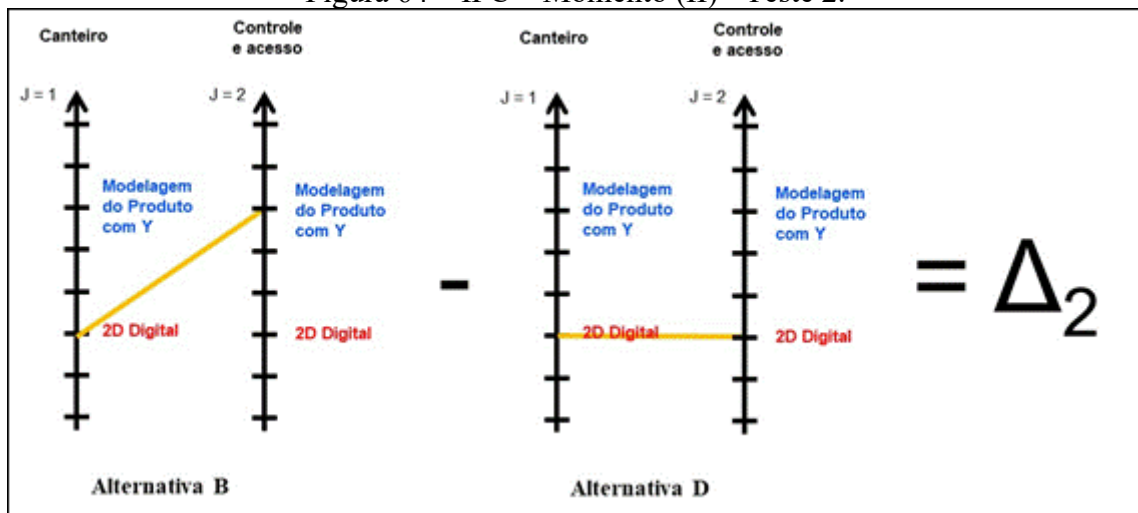 Canteiro
Controle
e acesso
J = 1
J = 2
Modelagem
do Produto
com Y
Modelagem
do Produto
com Y
2D Digital
2D Digital
Alternativa B
-
Canteiro
Controle
e acesso
J = 1
J = 2
Modelagem
do Produto
com Y
Modelagem
do Produto
com Y
2D Digital
2D Digital
Alternativa D
= Δ2